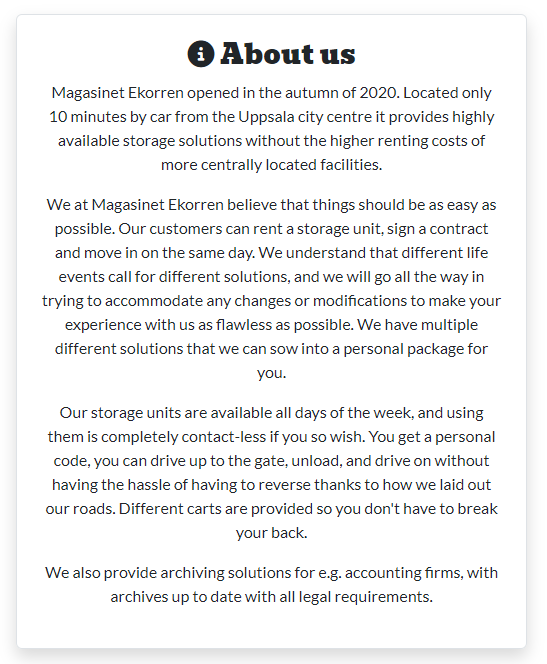 About us
Magasinet Ekorren opened in the autumn of 2020. Located only
10 minutes by car from the Uppsala city centre it provides highly
available storage solutions without the higher renting costs of
more centrally located facilities.
We at Magasinet Ekorren believe that things should be as easy as
possible. Our customers can rent a storage unit, sign a contract
and move in on the same day. We understand that different life
events call for different solutions, and we will go all the way in
trying to accommodate any changes or modifications to make your
experience with us as flawless as possible. We have multiple
different solutions that we can sow into a personal package for
you.
Our storage units are available all days of the week, and using
them is completely contact-less if you so wish. You get a personal
code, you can drive up to the gate, unload, and drive on without
having the hassle of having to reverse thanks to how we laid out
our roads. Different carts are provided so you don't have to break
your back.
We also provide archiving solutions for e.g. accounting firms, with
archives up to date with all legal requirements.